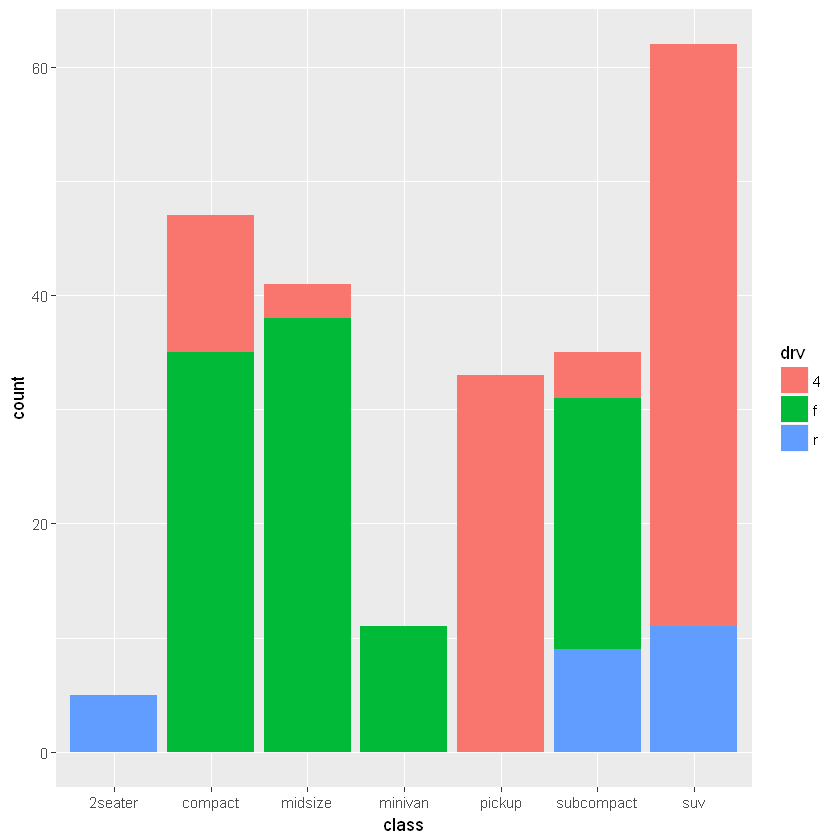 60
40
20
0
count
2seater compact midsize minivan pickup subcompact suv
class
drv
4
f
r